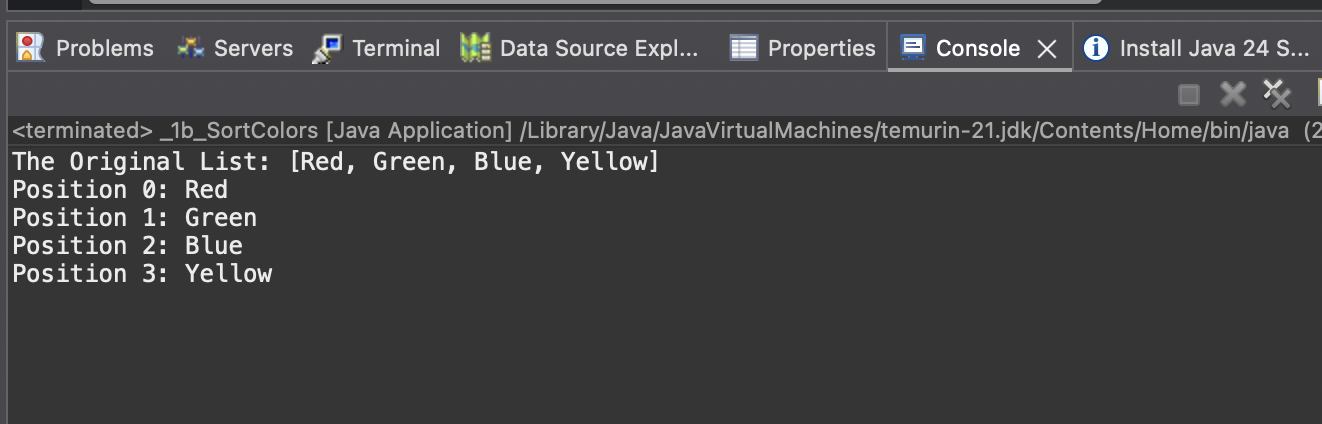 Problems Servers Terminal Data Source Expl... Properties Console Install Java 24 S...
<terminated> _1b_SortColors [Java Application] /Library/Java/JavaVirtualMachines/temurin-21.jdk/Contents/Home/bin/java (2
The Original List: [Red, Green, Blue, Yellow]
Position 0: Red
Position 1: Green
Position 2: Blue
Position 3: Yellow